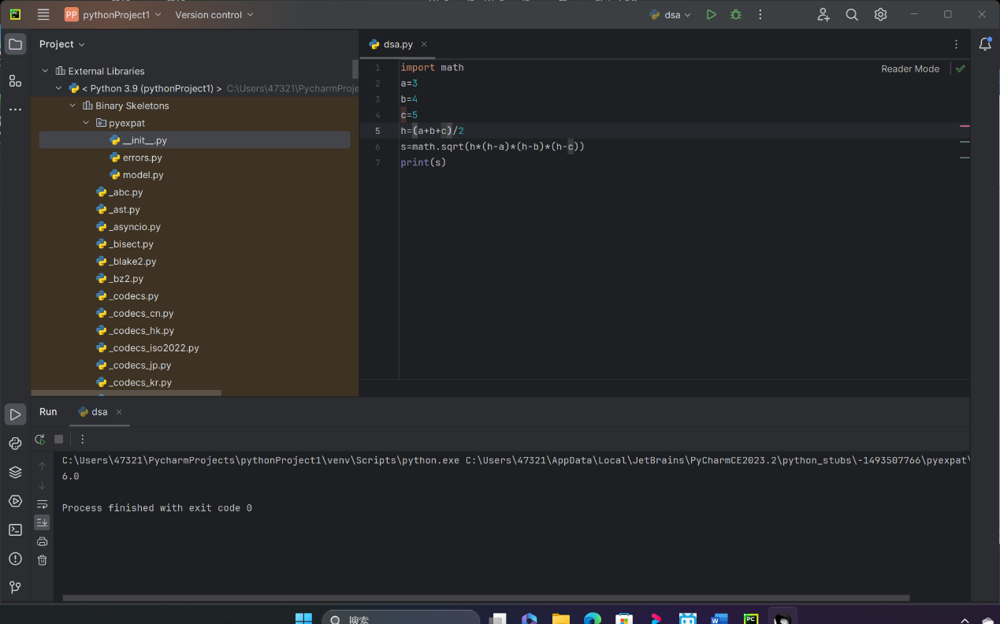 PP pythonProject1 Version control dsa
Project
External Libraries
< Python 3.9 (pythonProject1) > C:\Users\47321\PycharmProje
Binary Skeletons
pyexpat
__init__.py
errors.py
model.py
_abc.py
_ast.py
_asyncio.py
_bisect.py
_blake2.py
_bz2.py
_codecs.py
_codecs_cn.py
_codecs_hk.py
_codecs_iso2022.py
_codecs_jp.py
_codecs_kr.py
dsa.py
Reader Mode
1 import math
2 a=3
3 b=4
4 c=5
5 h=(a+b+c)/2
6 s=math.sqrt(h*(h-a)*(h-b)*(h-c))
7 print(s)
Run dsa
C:\Users\47321\PycharmProjects\pythonProject1\venv\Scripts\python.exe C:\Users\47321\AppData\Local\JetBrains\PyCharmCE2023.2\python_stubs\-1493507766\pyexpat\
6.0
Process finished with exit code 0
搜索
W
PC